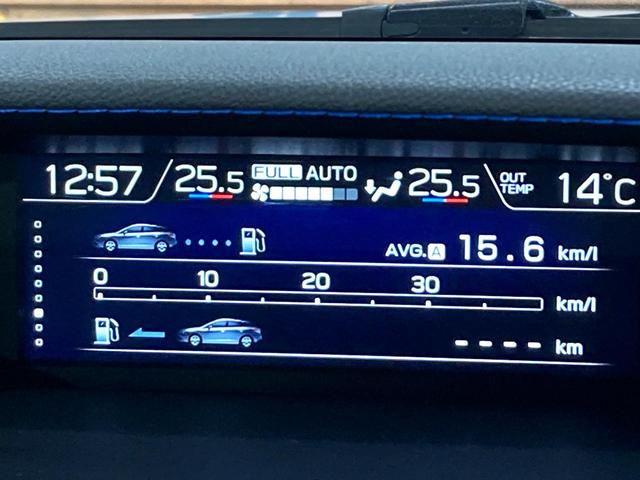 12:57 25.5 FULL AUTO 25.5 OUT TEMP 14°C
AVG. A 15.6 km/l
0 10 20 30
km/l
---- km